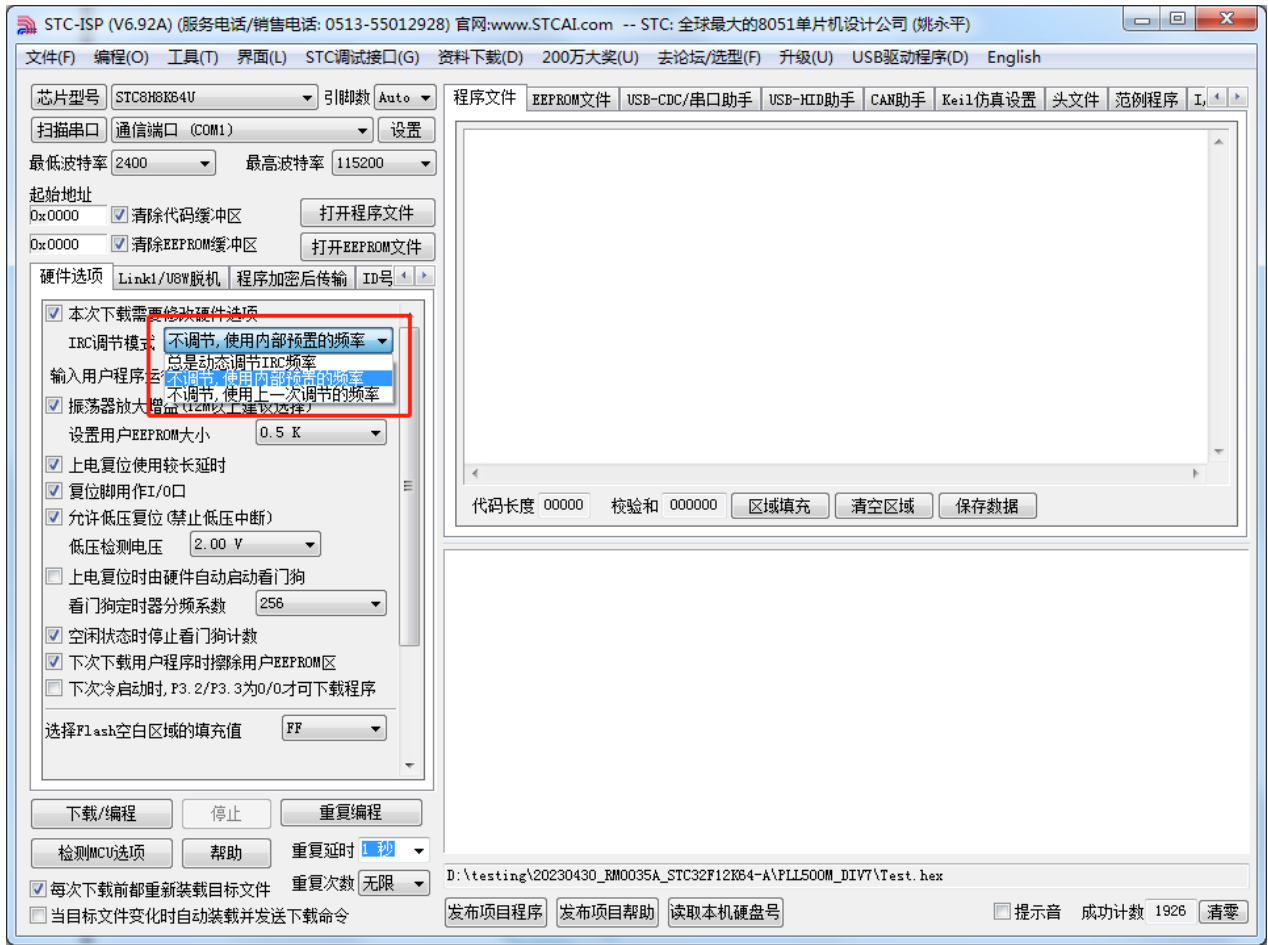 STC-ISP (V6.92A) (服务电话/销售电话: 0513-55012928) 官网:www.STCAI.com -- STC: 全球最大的8051单片机设计公司 (姚永平)
文件(F) 编程(O) 工具(T) 界面(L) STC调试接口(G) 资料下载(D) 200万大奖(U) 去论坛/选型(F) 升级(U) USB驱动程序(D) English
芯片型号 STC8H8K64U 引脚数 Auto
扫描串口 通信端口 (COM1) 设置
最低波特率 2400 最高波特率 115200
起始地址
0x0000 清除代码缓冲区 打开程序文件
0x0000 清除EEPROM缓冲区 打开EEPROM文件
硬件选项 Link1/U8W脱机 程序加密后传输 ID号
本次下载需要修改硬件选项
IRC调节模式 不调节,使用内部预置的频率
总是动态调节IRC频率
不调节,使用内部预置的频率
不调节,使用上一次调节的频率
输入用户程序运
振荡器放大增益(12M以上建议选择)
设置用户EEPROM大小 0.5 K
上电复位使用较长延时
复位脚用作I/O口
允许低压复位(禁止低压中断)
低压检测电压 2.00 V
上电复位时由硬件自动启动看门狗
看门狗定时器分频系数 256
空闲状态时停止看门狗计数
下次下载用户程序时擦除用户EEPROM区
下次冷启动时,P3.2/P3.3为0/0才可下载程序
选择Flash空白区域的填充值 FF
下载/编程 停止 重复编程
检测MCU选项 帮助 重复延时 1 秒
每次下载前都重新装载目标文件 重复次数 无限
当目标文件变化时自动装载并发送下载命令
程序文件 EEPROM文件 USB-CDC/串口助手 USB-HID助手 CAN助手 Keil仿真设置 头文件 范例程序 I,
代码长度 00000 校验和 000000 区域填充 清空区域 保存数据
D:\testing\20230430_RM0035A_STC32F12K64-A\PLL500M_DIV7\Test.hex
发布项目程序 发布项目帮助 读取本机硬盘号 提示音 成功计数 1926 清零